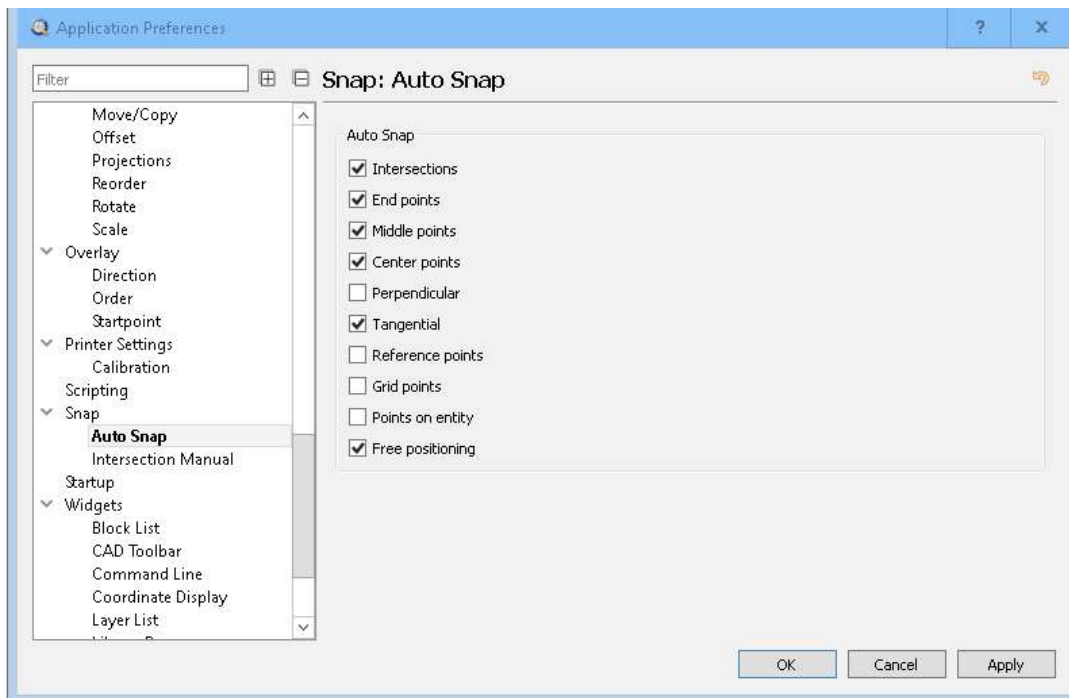 Application Preferences
?
x
Filter
Snap: Auto Snap
Move/Copy
Offset
Projections
Reorder
Rotate
Scale
Overlay
Direction
Order
Startpoint
Printer Settings
Calibration
Scripting
Snap
Auto Snap
Intersection Manual
Startup
Widgets
Block List
CAD Toolbar
Command Line
Coordinate Display
Layer List
Auto Snap
Intersections
End points
Middle points
Center points
Perpendicular
Tangential
Reference points
Grid points
Points on entity
Free positioning
OK
Cancel
Apply